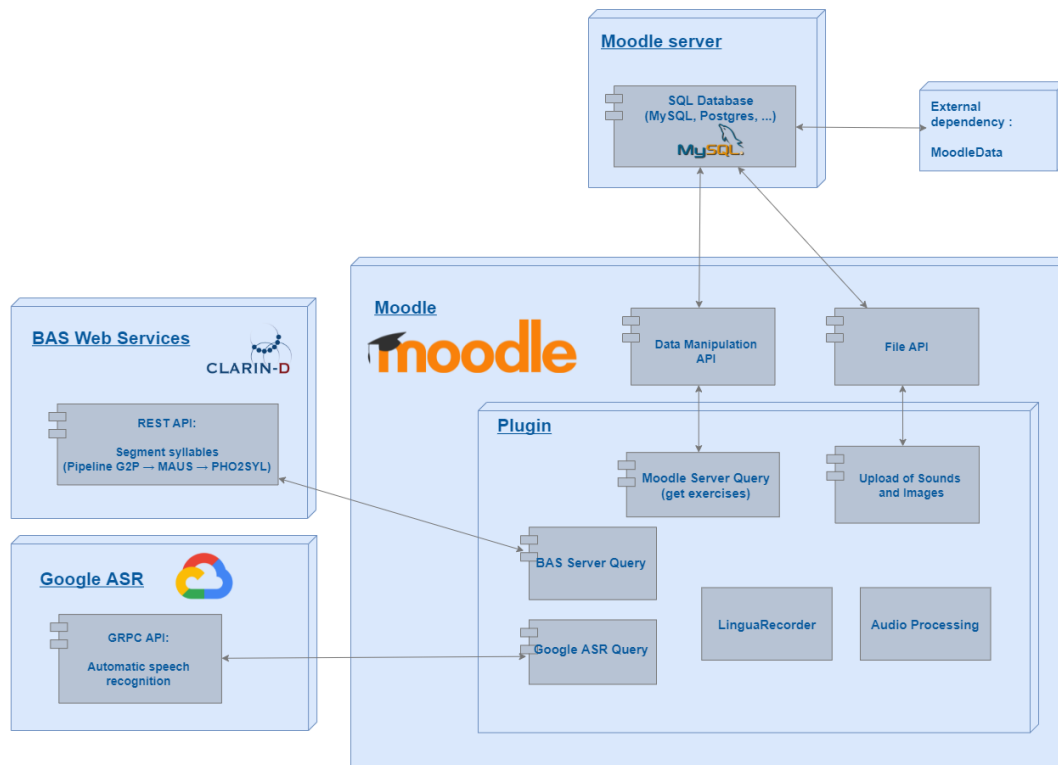 Moodle server
SQL Database
(MySQL, Postgres, ...)
MySQL
External
dependency :
MoodleData
BAS Web Services
CLARIN-D
REST API:
Segment syllables
(Pipeline G2P → MAUS → PHO2SYL)
Google ASR
GRPC API:
Automatic speech
recognition
Moodle
moodle
Data Manipulation
API
File API
Plugin
Moodle Server Query
(get exercises)
Upload of Sounds
and Images
BAS Server Query
Google ASR Query
LinguaRecorder
Audio Processing